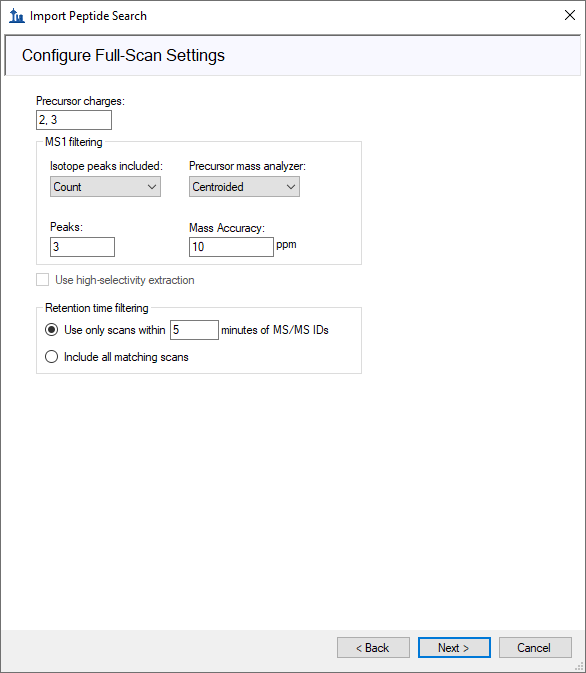 Import Peptide Search
Configure Full-Scan Settings
Precursor charges:
2, 3
MS1 filtering
Isotope peaks included: Precursor mass analyzer:
Count Centroided
Peaks: Mass Accuracy:
3 10 ppm
Use high-selectivity extraction
Retention time filtering
Use only scans within 5 minutes of MS/MS IDs
Include all matching scans
< Back Next > Cancel